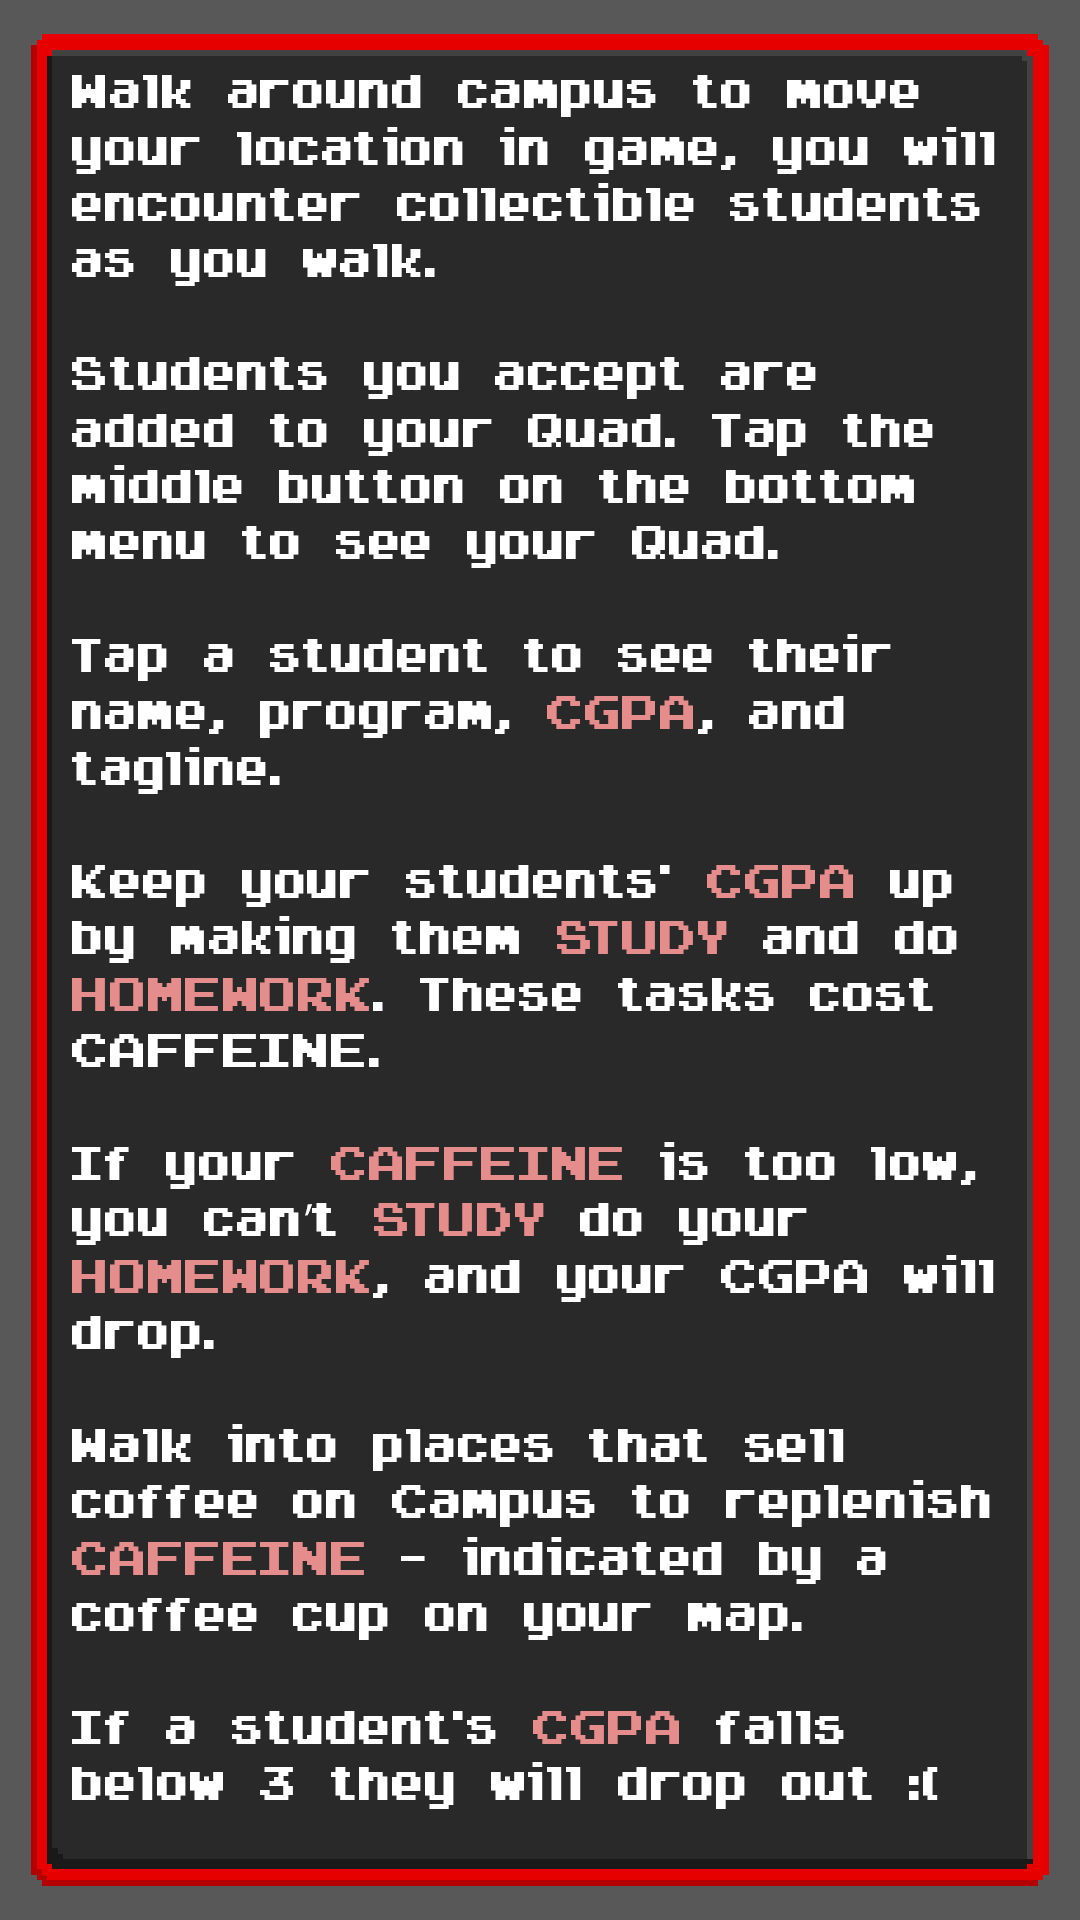 Walk around campus to move
your location in game, you will
encounter collectible students
as you walk.
Students you accept are
added to your Quad. Tap the
middle button on the bottom
menu to see your Quad.
Tap a student to see their
name, program, CGPA, and
tagline.
Keep your students' CGPA up
by making them STUDY and do
HOMEWORK. These tasks cost
CAFFEINE.
If your CAFFEINE is too low,
you can't STUDY do your
HOMEWORK, and your CGPA will
drop.
Walk into places that sell
coffee on Campus to replenish
CAFFEINE - indicated by a
coffee cup on your map.
If a student's CGPA falls
below 3 they will drop out :(